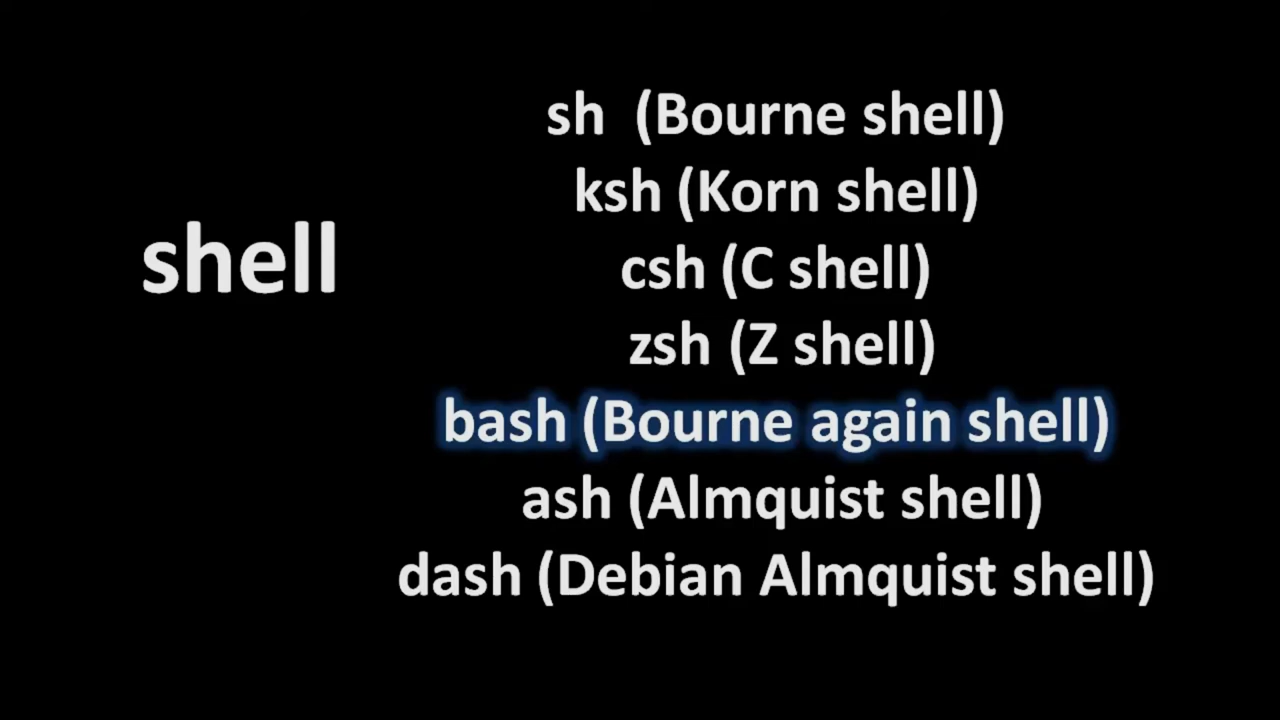 shell
sh (Bourne shell)
ksh (Korn shell)
csh (C shell)
zsh (Z shell)
bash (Bourne again shell)
ash (Almquist shell)
dash (Debian Almquist shell)